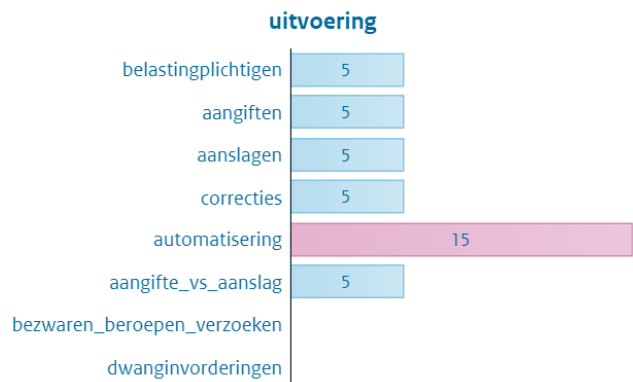 uitvoering
belastingplichtigen 5
aangiften 5
aanslagen 5
correcties 5
automatisering 15
aangifte_vs_aanslag 5
bezwaren_beroepen_verzoeken
dwanginvorderingen